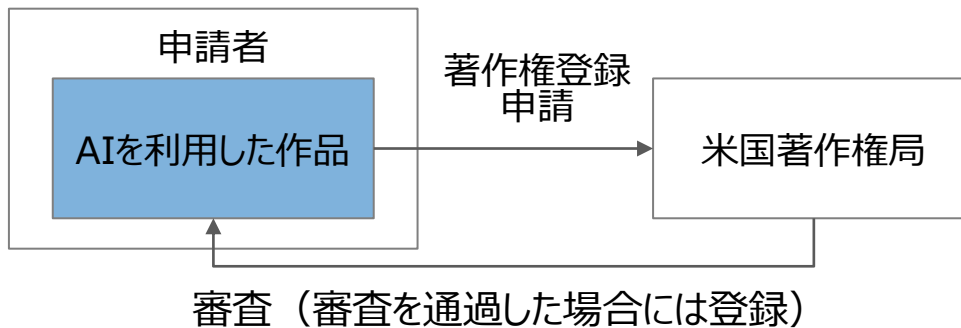 申請者
AIを利用した作品
著作権登録
申請
米国著作権局
審査（審査を通過した場合には登録）